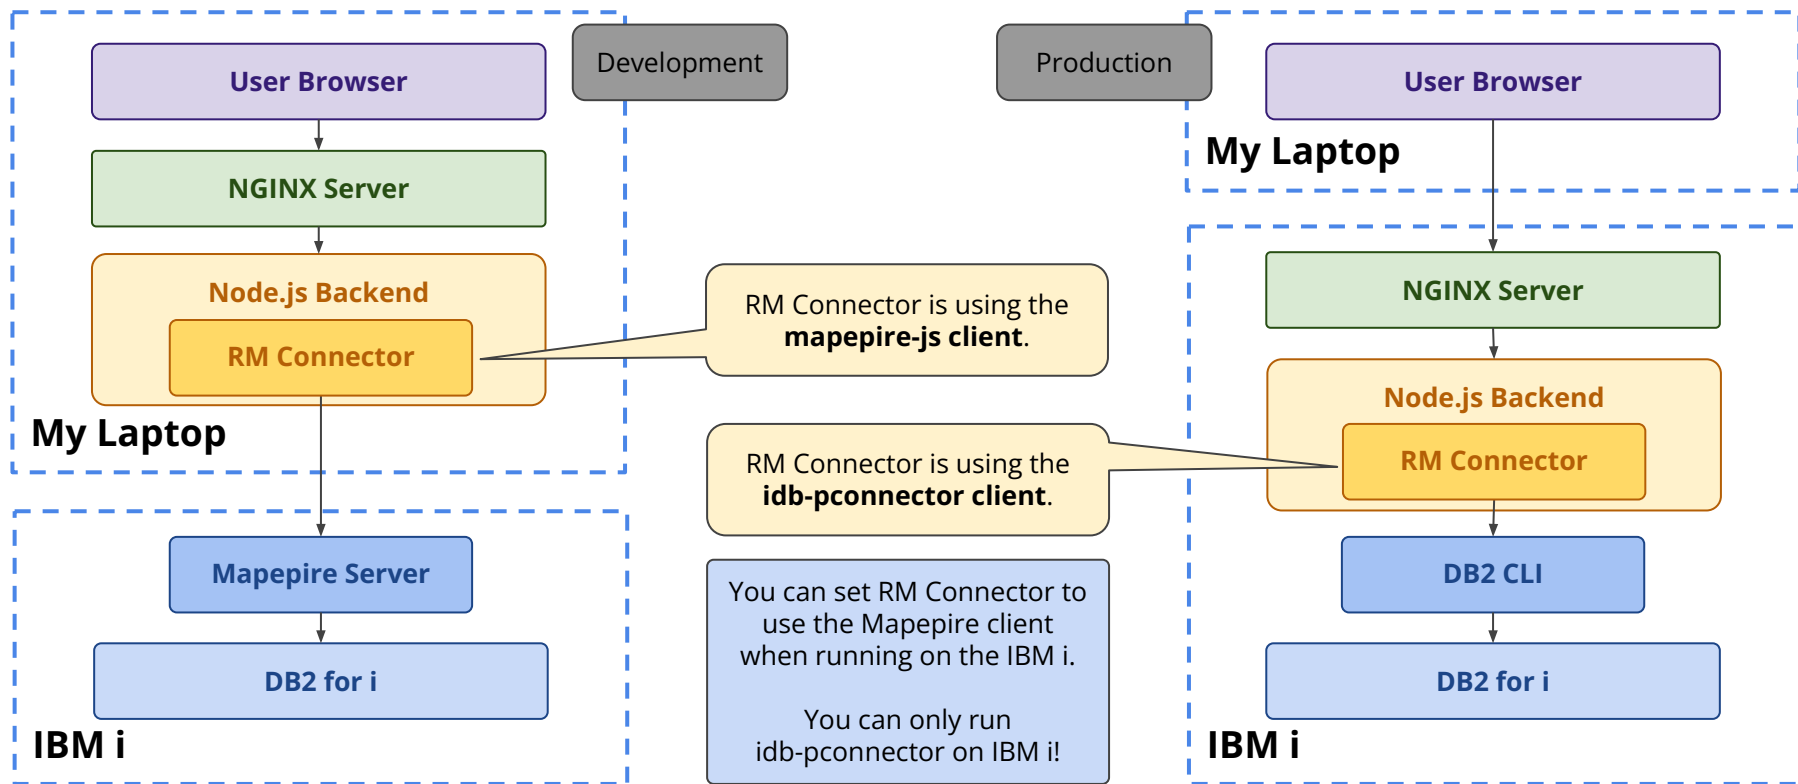 Development
User Browser
NGINX Server
Node.js Backend
RM Connector
My Laptop
Mapepire Server
DB2 for i
IBM i
RM Connector is using the
mapepire-js client.
RM Connector is using the
idb-pconnector client.
You can set RM Connector to
use the Mapepire client
when running on the IBM i.
You can only run
idb-pconnector on IBM i!
Production
User Browser
My Laptop
NGINX Server
Node.js Backend
RM Connector
DB2 CLI
DB2 for i
IBM i